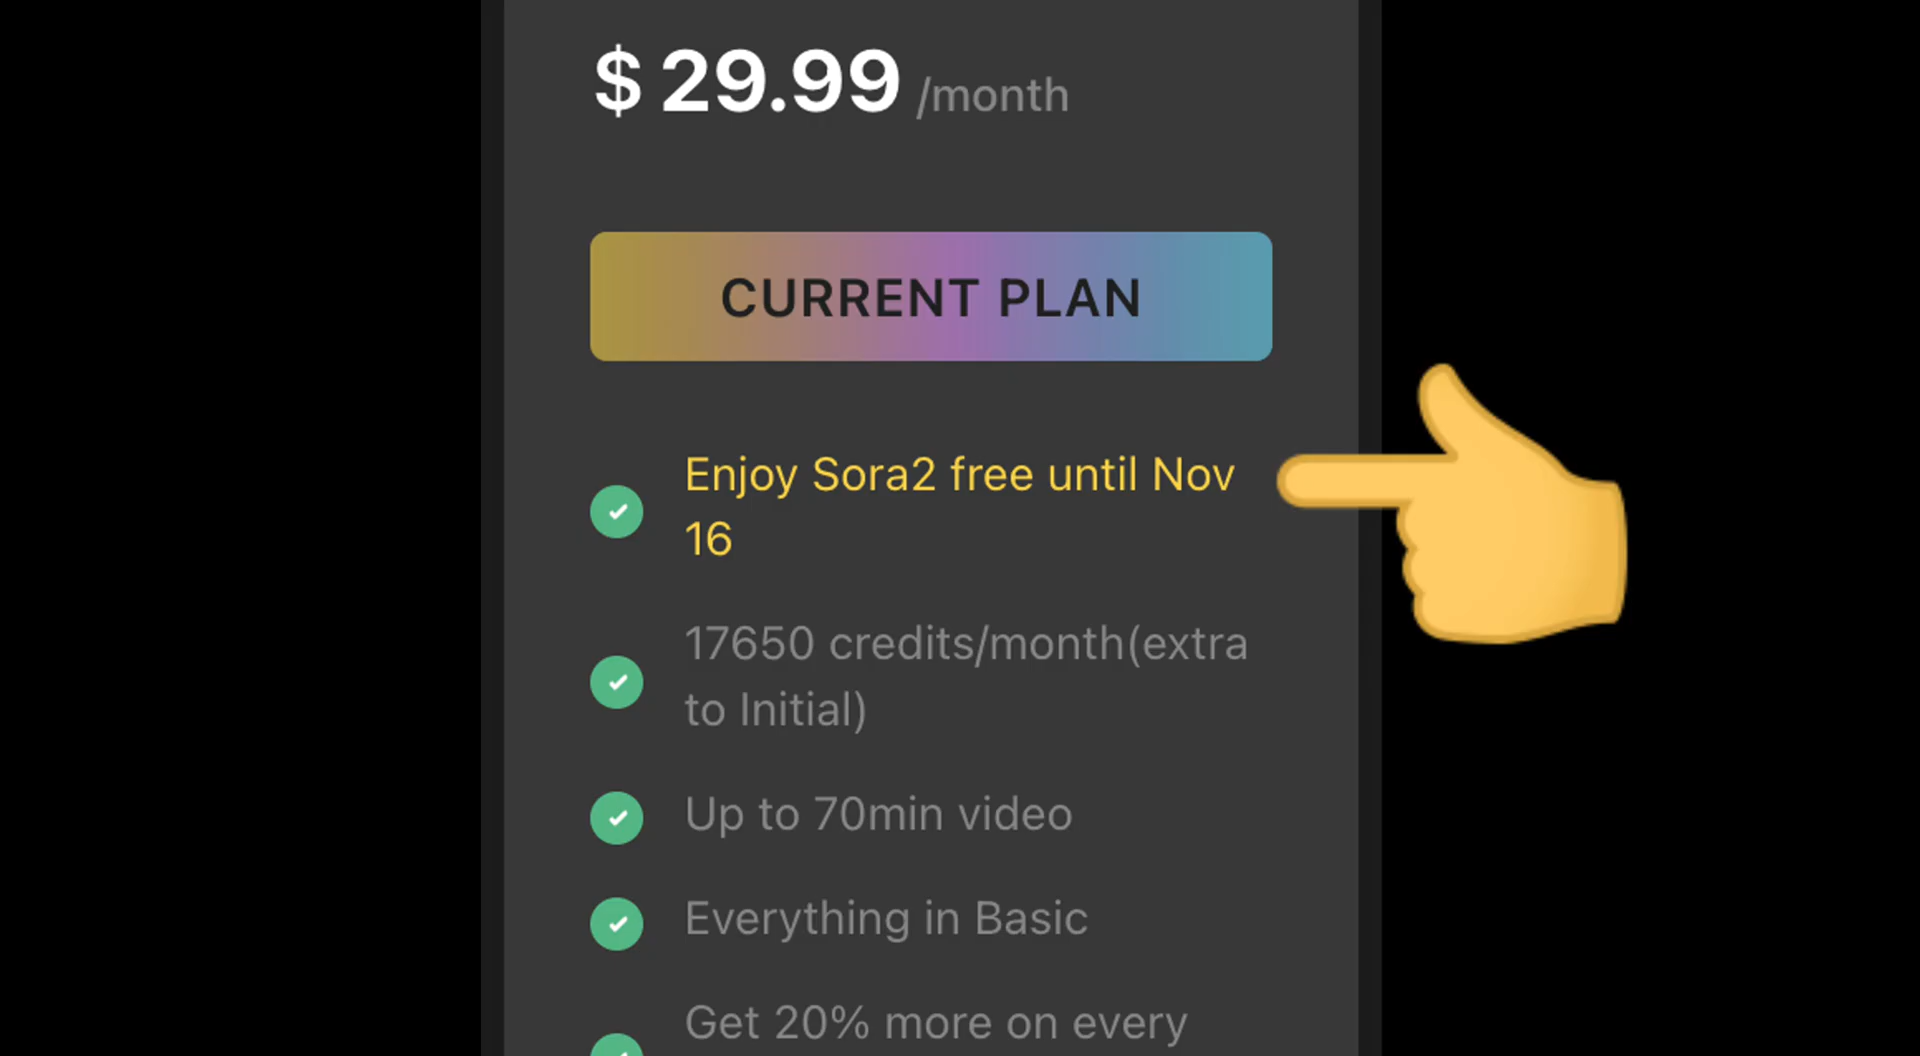 $ 29.99 /month
CURRENT PLAN
Enjoy Sora2 free until Nov
16
17650 credits/month(extra
to Initial)
Up to 70min video
Everything in Basic
Get 20% more on every